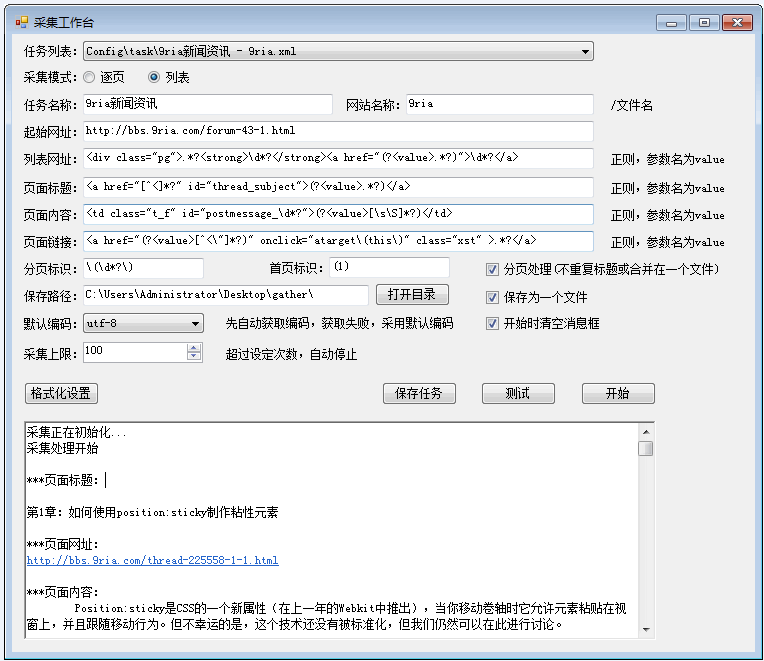 采集工作台
任务列表： Config\task\9ria新闻资讯 - 9ria.xml
采集模式： 逐页 列表
任务名称： 9ria新闻资讯 网站名称： 9ria /文件名
起始网址： http://bbs.9ria.com/forum-43-1.html
列表网址： <div class="pg">.*?<strong>\d*?</strong><a href="(?<value>.*?)">\d*?</a> 正则，参数名为value
页面标题： <a href="[^<]*?" id="thread_subject">(?<value>.*?)</a> 正则，参数名为value
页面内容： <td class="t_f" id="postmessage_\d*?">(?<value>[\s\S]*?)</td> 正则，参数名为value
页面链接： <a href="(?<value>[^<\"]*?)" onclick="atarget\(this\)" class="xst" >.*?</a> 正则，参数名为value
分页标识： \(\d*?\) 首页标识： (1) 分页处理(不重复标题或合并在一个文件)
保存路径： C:\Users\Administrator\Desktop\gather\ 打开目录 保存为一个文件
默认编码： utf-8 先自动获取编码，获取失败，采用默认编码 开始时清空消息框
采集上限： 100 超过设定次数，自动停止
格式化设置 保存任务 测试 开始
采集正在初始化...
采集处理开始
***页面标题：
第1章：如何使用position:sticky制作粘性元素
***页面网址：
http://bbs.9ria.com/thread-225558-1-1.html
***页面内容：
Position:sticky是CSS的一个新属性（在上一年的Webkit中推出），当你移动卷轴时它允许元素粘贴在视
窗上，并且跟随移动行为。但不幸运的是，这个技术还没有被标准化，但我们仍然可以在此进行讨论。